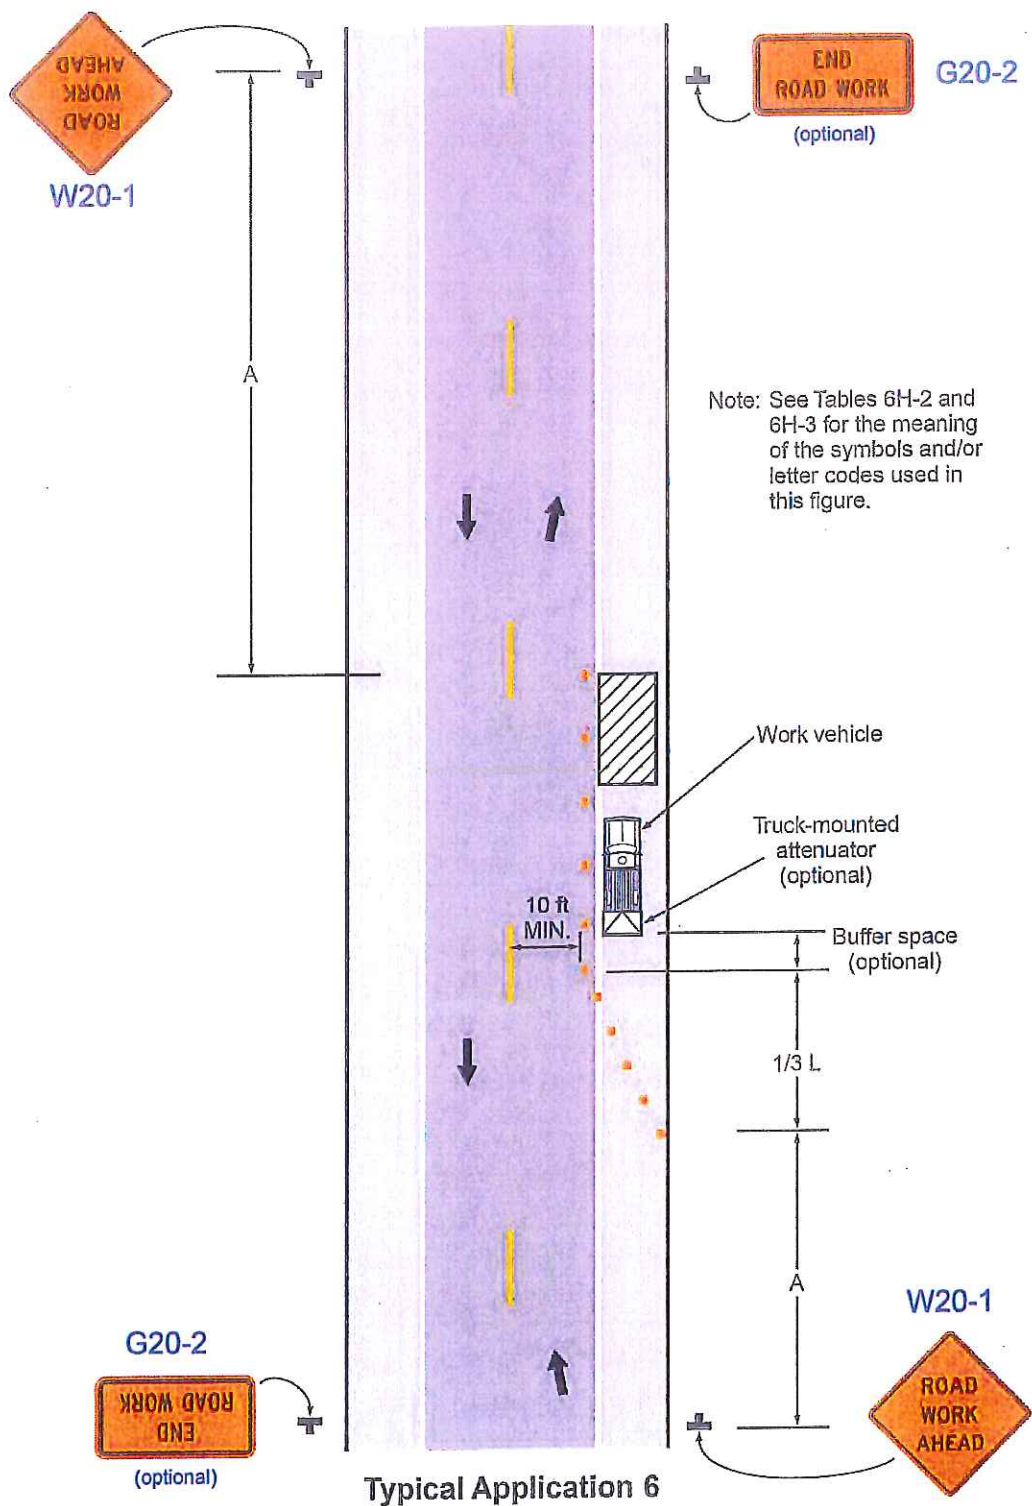 ROAD
WORK
AHEAD
W20-1
END
ROAD WORK
(optional)
G20-2
A
Note: See Tables 6H-2 and
6H-3 for the meaning
of the symbols and/or
letter codes used in
this figure.
Work vehicle
Truck-mounted
attenuator
(optional)
10 ft
MIN.
Buffer space
(optional)
1/3 L
A
W20-1
ROAD
WORK
AHEAD
G20-2
END
ROAD WORK
(optional)
Typical Application 6